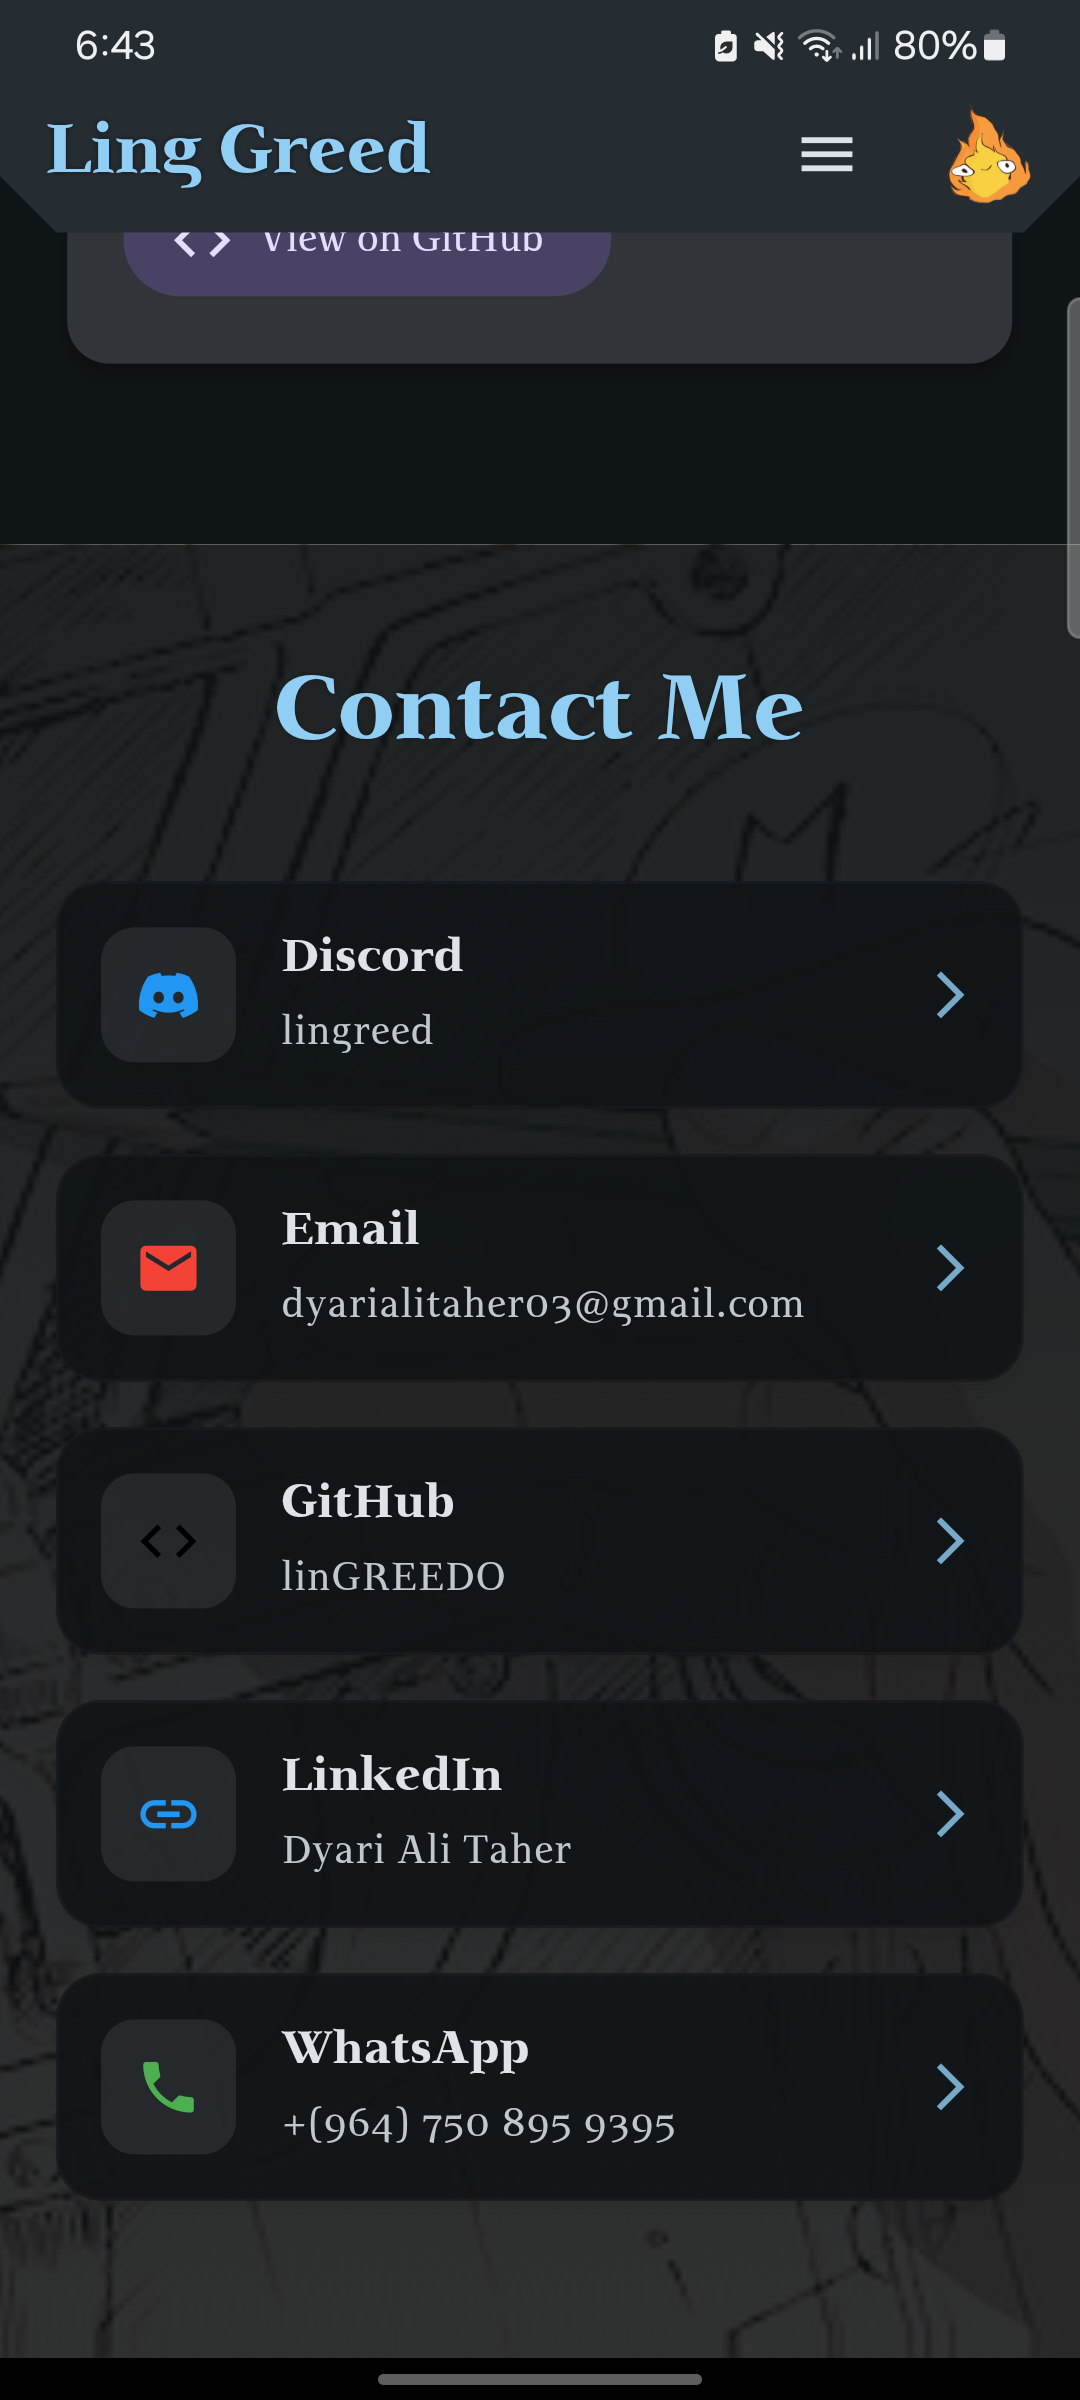 6:43
80%
Ling Greed
View on GitHub
Contact Me
Discord
lingreed
Email
dyarialitaher03@gmail.com
GitHub
linGREEDO
LinkedIn
Dyari Ali Taher
WhatsApp
+(964) 750 895 9395